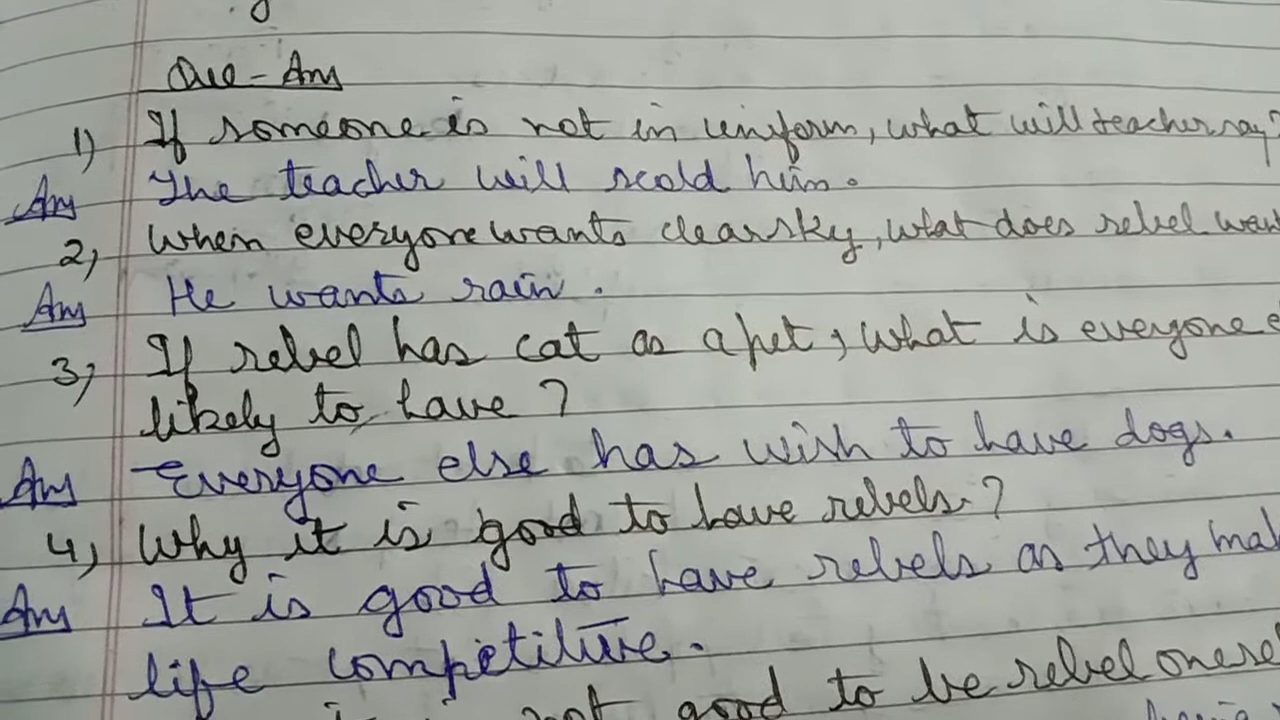 Que - Ans
1) If someone is not in uniform, what will teacher say?
Ans The teacher will scold him.
2, When everyone wants clear sky, what does rebel want
Ans He wants rain.
3, If rebel has cat as a pet, what is everyone
likely to have?
Ans Everyone else has wish to have dogs.
4, Why it is good to have rebels.?
Ans It is good to have rebels as they mak
life competitive.
not good to be rebel onese